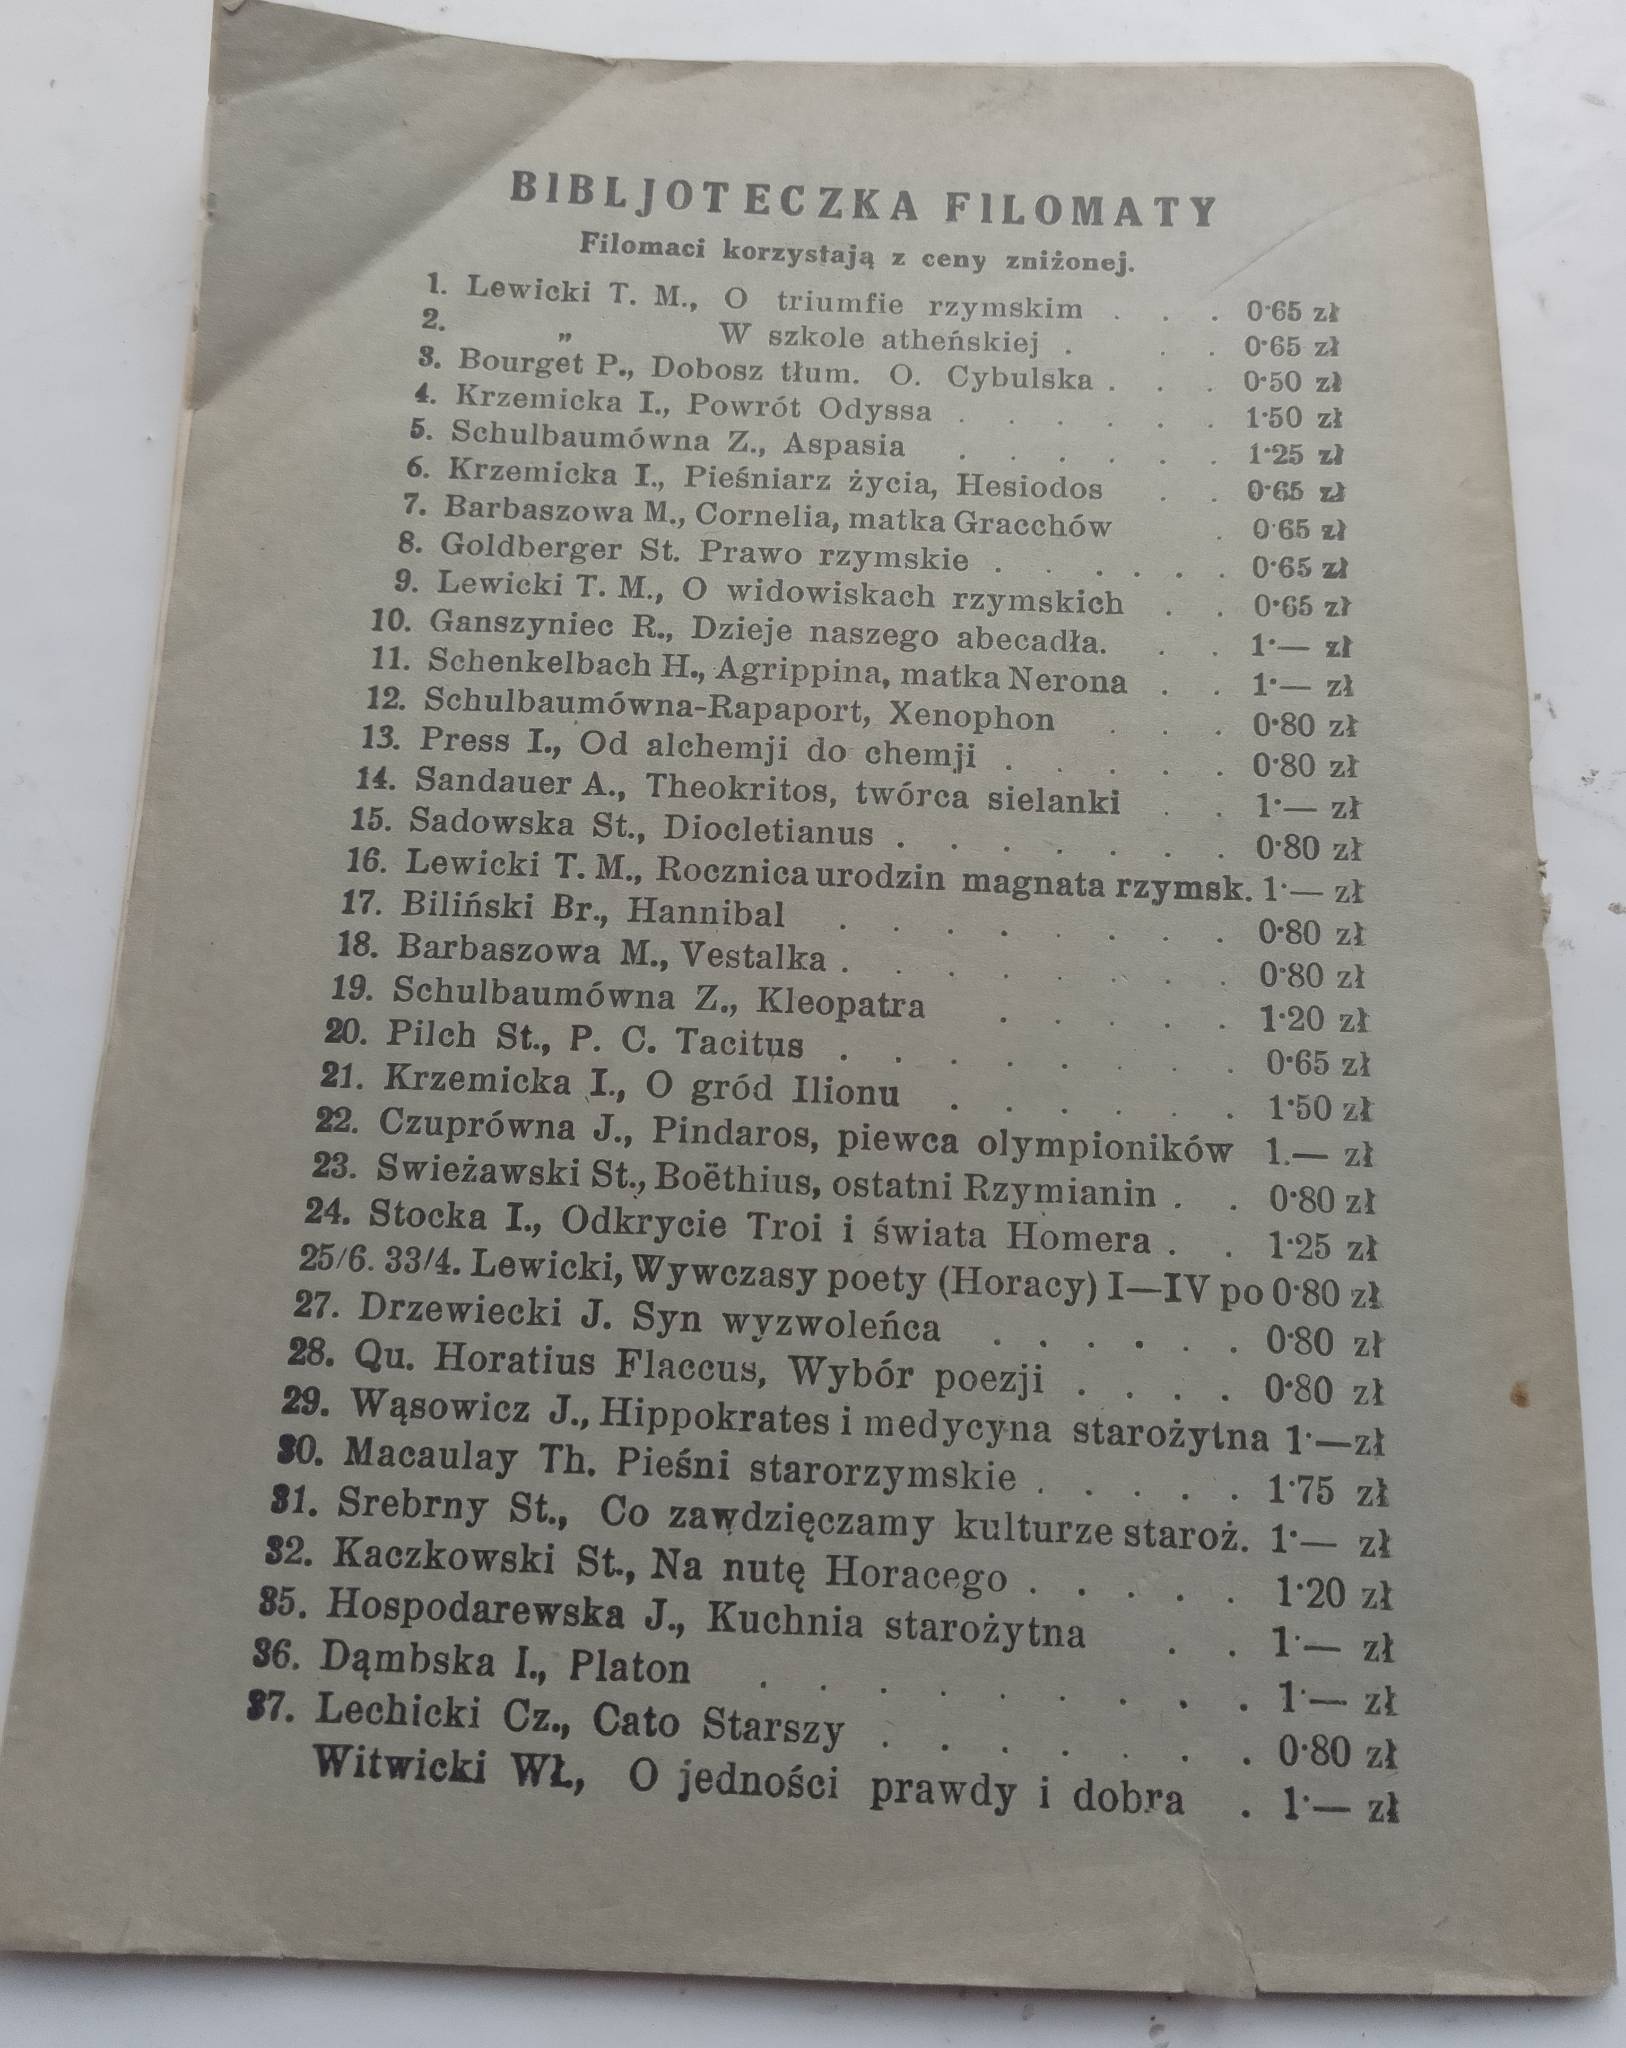 BIBLJOTECZKA FILOMATY
Filomaci korzystają z ceny zniżonej.
1. Lewicki T. M., O triumfie rzymskim . . . 0·65 zł
2. „ W szkole atheńskiej . . . 0·65 zł
3. Bourget P., Dobosz tłum. O. Cybulska . . . 0·50 zł
4. Krzemicka I., Powrót Odyssa . . . . . . 1·50 zł
5. Schulbaumówna Z., Aspasia . . . . . . 1·25 zł
6. Krzemicka I., Pieśniarz życia, Hesiodos . . 0·65 zł
7. Barbaszowa M., Cornelia, matka Gracchów . 0·65 zł
8. Goldberger St. Prawo rzymskie . . . . . . 0·65 zł
9. Lewicki T. M., O widowiskach rzymskich . . 0·65 zł
10. Ganszyniec R., Dzieje naszego abecadła. . . 1·— zł
11. Schenkelbach H., Agrippina, matka Nerona . . 1·— zł
12. Schulbaumówna-Rapaport, Xenophon . . . 0·80 zł
13. Press I., Od alchemji do chemji . . . . . 0·80 zł
14. Sandauer A., Theokritos, twórca sielanki . . 1·— zł
15. Sadowska St., Diocletianus . . . . . . . 0·80 zł
16. Lewicki T. M., Rocznica urodzin magnata rzymsk. 1·— zł
17. Biliński Br., Hannibal . . . . . . . . 0·80 zł
18. Barbaszowa M., Vestalka . . . . . . . . 0·80 zł
19. Schulbaumówna Z., Kleopatra . . . . . 1·20 zł
20. Pilch St., P. C. Tacitus . . . . . . . . 0·65 zł
21. Krzemicka I., O gród Ilionu . . . . . . 1·50 zł
22. Czuprówna J., Pindaros, piewca olympioników 1.— zł
23. Swieżawski St., Boëthius, ostatni Rzymianin . . 0·80 zł
24. Stocka I., Odkrycie Troi i świata Homera . . 1·25 zł
25/6. 33/4. Lewicki, Wywczasy poety (Horacy) I—IV po 0·80 zł
27. Drzewiecki J. Syn wyzwoleńca . . . . . . 0·80 zł
28. Qu. Horatius Flaccus, Wybór poezji . . . . 0·80 zł
29. Wąsowicz J., Hippokrates i medycyna starożytna 1·—zł
30. Macaulay Th. Pieśni starorzymskie . . . . . 1·75 zł
31. Srebrny St., Co zawdzięczamy kulturze staroż. 1·— zł
32. Kaczkowski St., Na nutę Horacego . . . . . 1·20 zł
35. Hospodarewska J., Kuchnia starożytna . . 1·— zł
36. Dąmbska I., Platon . . . . . . . . . 1·— zł
37. Lechicki Cz., Cato Starszy . . . . . . . 0·80 zł
Witwicki WŁ, O jedności prawdy i dobra . 1·— zł